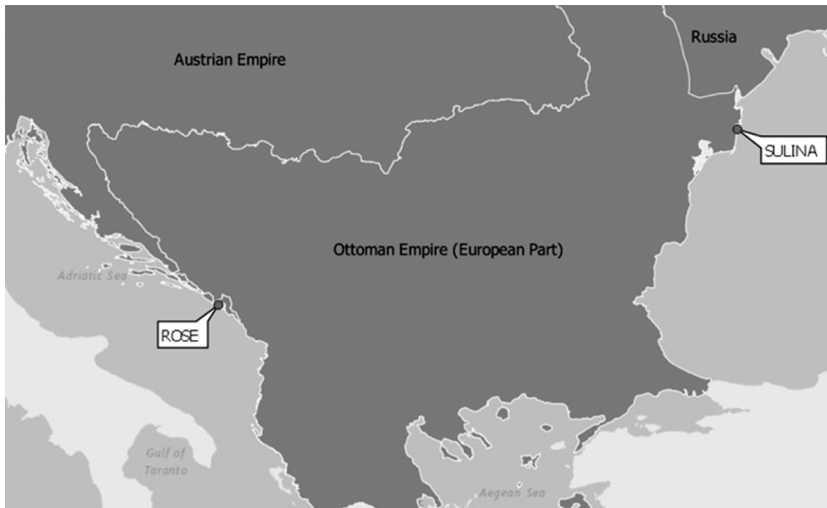 Austrian Empire
Russia
SULINA
Ottoman Empire (European Part)
Adriatic Sea
ROSE
Gulf of
Taranto
Aegean Sea